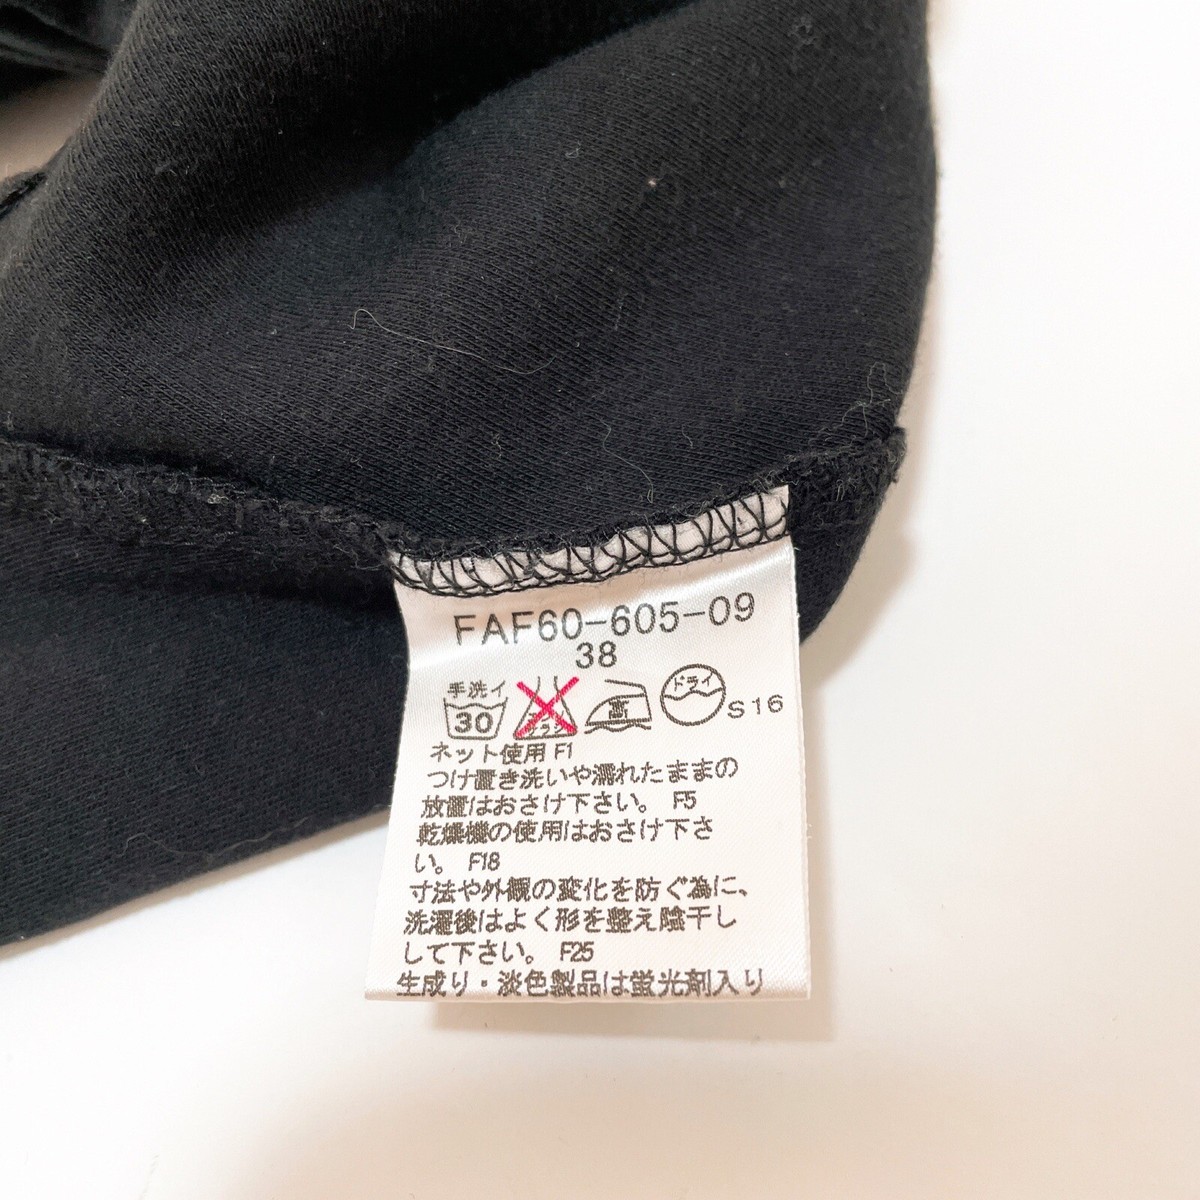 FAF60-605-09
38
手洗イ
30
高
ドライ
S16
ネット使用 F1
つけ置き洗いや濡れたままの
放置はおさけ下さい。 F5
乾燥機の使用はおさけ下さ
い。 F18
寸法や外観の変化を防ぐ為に、
洗濯後はよく形を整え陰干し
して下さい。 F25
生成り・淡色製品は蛍光剤入り